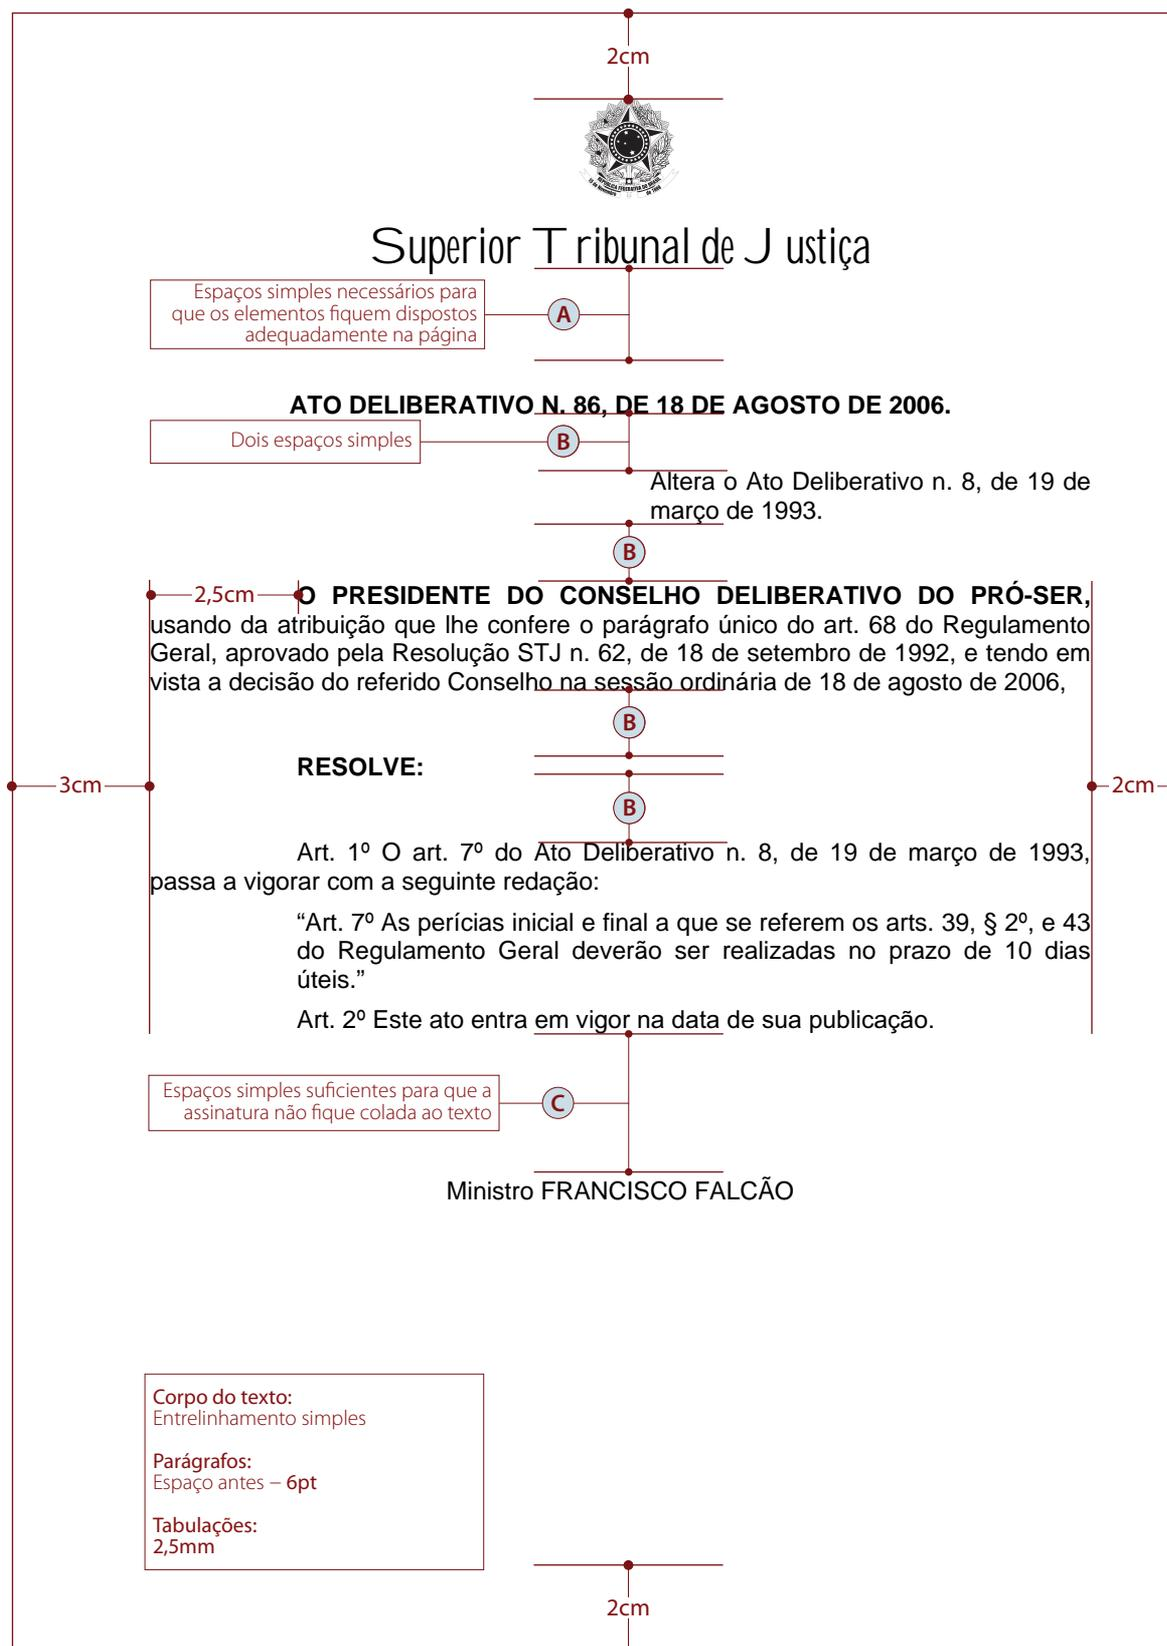 2cm
REPÚBLICA FEDERATIVA DO BRASIL
15 de Novembro de 1889
Superior Tribunal de Justiça
Espaços simples necessários para
que os elementos fiquem dispostos
adequadamente na página
A
ATO DELIBERATIVO N. 86, DE 18 DE AGOSTO DE 2006.
Dois espaços simples
B
Altera o Ato Deliberativo n. 8, de 19 de
março de 1993.
B
2,5cm
O PRESIDENTE DO CONSELHO DELIBERATIVO DO PRÓ-SER,
usando da atribuição que lhe confere o parágrafo único do art. 68 do Regulamento
Geral, aprovado pela Resolução STJ n. 62, de 18 de setembro de 1992, e tendo em
vista a decisão do referido Conselho na sessão ordinária de 18 de agosto de 2006,
B
RESOLVE:
3cm
2cm
B
Art. 1º O art. 7º do Ato Deliberativo n. 8, de 19 de março de 1993,
passa a vigorar com a seguinte redação:
“Art. 7º As perícias inicial e final a que se referem os arts. 39, § 2º, e 43
do Regulamento Geral deverão ser realizadas no prazo de 10 dias
úteis.”
Art. 2º Este ato entra em vigor na data de sua publicação.
Espaços simples suficientes para que a
assinatura não fique colada ao texto
C
Ministro FRANCISCO FALCÃO
Corpo do texto:
Entrelinhamento simples
Parágrafos:
Espaço antes – 6pt
Tabulações:
2,5mm
2cm